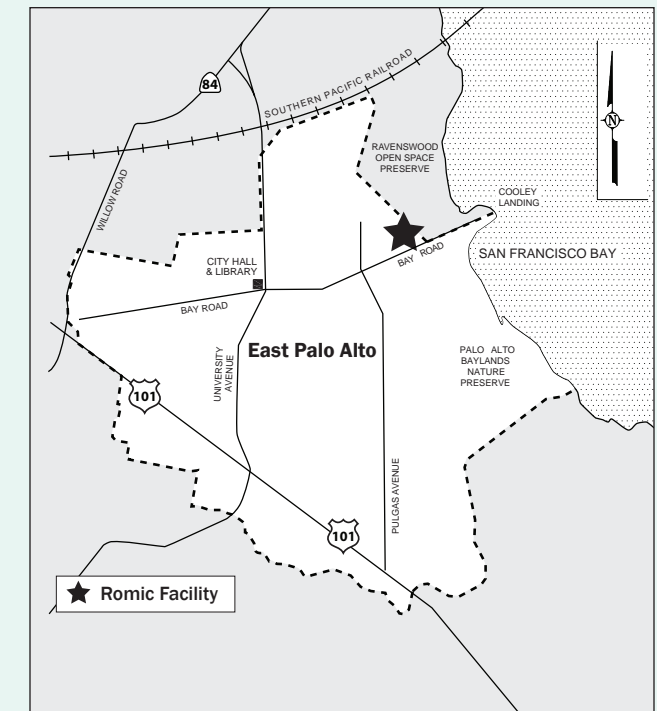 84
SOUTHERN PACIFIC RAILROAD
RAVENSWOOD
OPEN SPACE
PRESERVE
N
WILLOW ROAD
COOLEY
LANDING
CITY HALL
& LIBRARY
BAY ROAD
SAN FRANCISCO BAY
BAY ROAD
UNIVERSITY
AVENUE
East Palo Alto
PALO ALTO
BAYLANDS
NATURE
PRESERVE
101
PULGAS AVENUE
101
Romic Facility